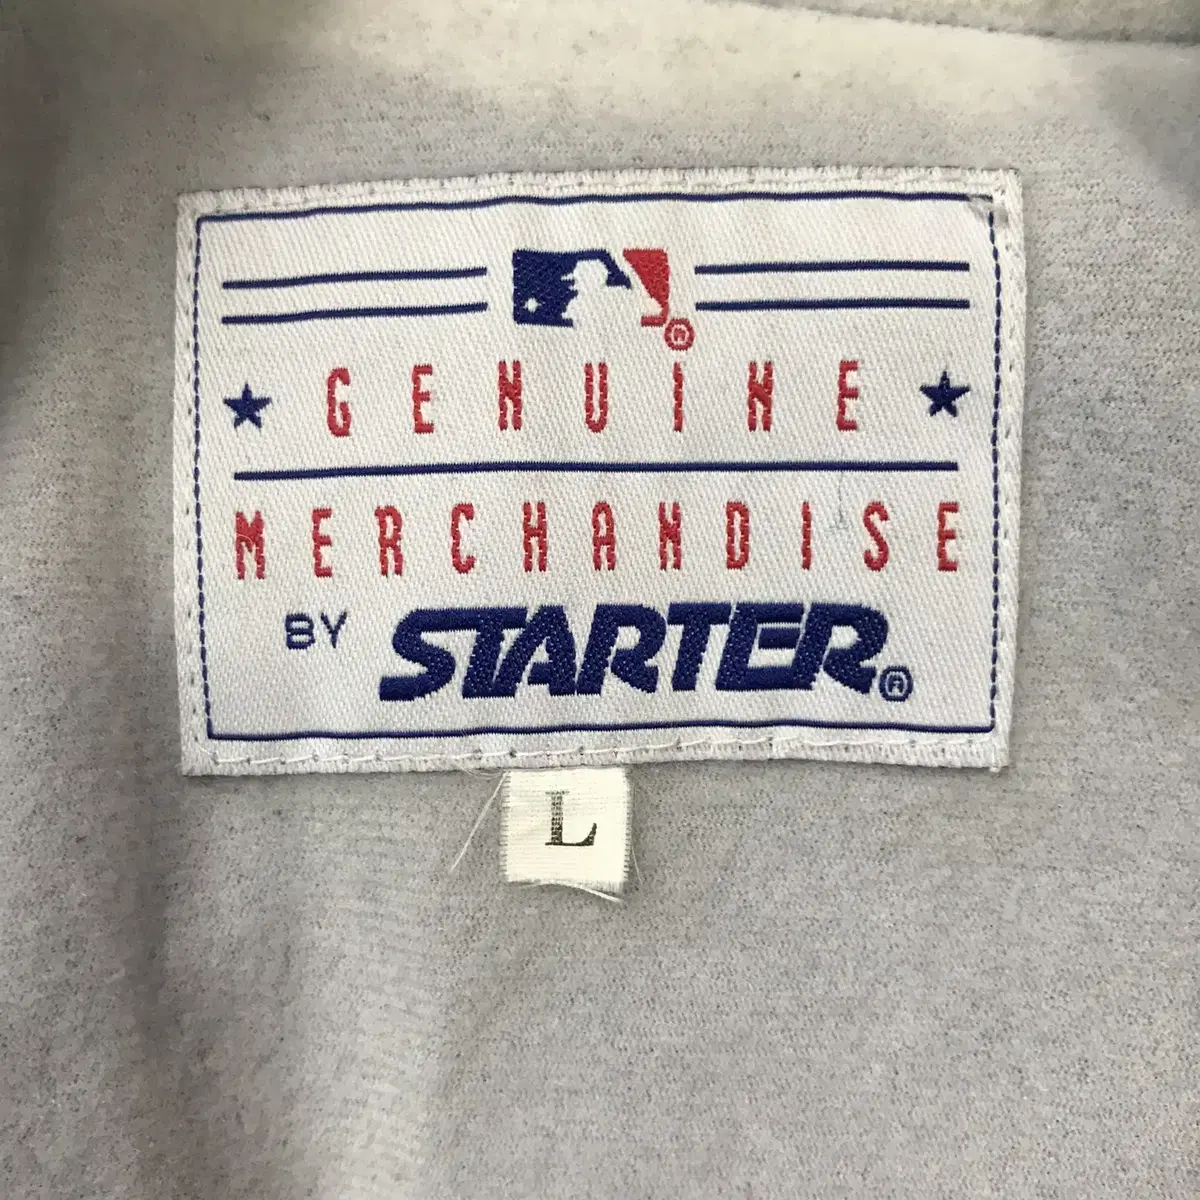 ®
GENUINE
MERCHANDISE
BY STARTER®
L